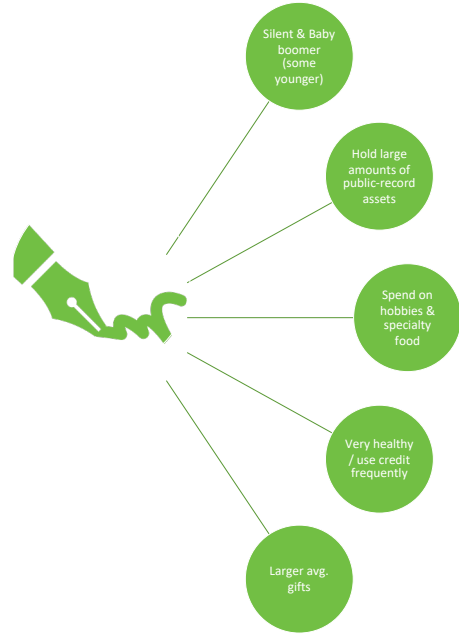 Silent & Baby
boomer
(some
younger)
Hold large
amounts of
public-record
assets
Spend on
hobbies &
specialty
food
Very healthy
/ use credit
frequently
Larger avg.
gifts